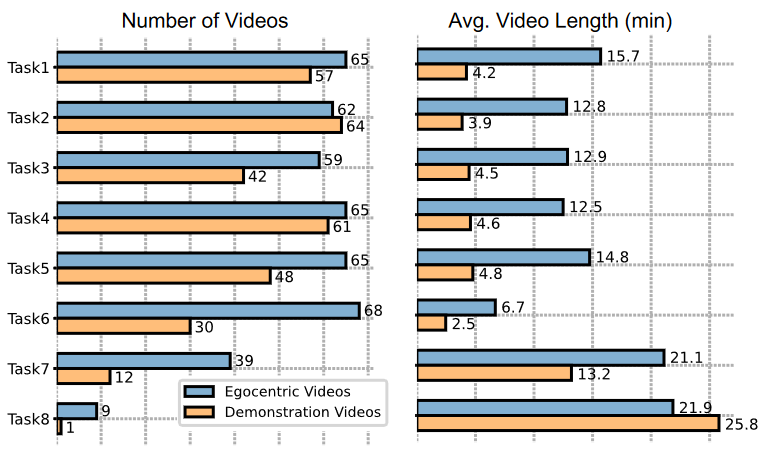 Number of Videos
Avg. Video Length (min)
Task1
65
57
15.7
4.2
Task2
62
64
12.8
3.9
Task3
59
42
12.9
4.5
Task4
65
61
12.5
4.6
Task5
65
48
14.8
4.8
Task6
68
30
6.7
2.5
Task7
39
12
21.1
13.2
Egocentric Videos
Demonstration Videos
Task8
9
1
21.9
25.8